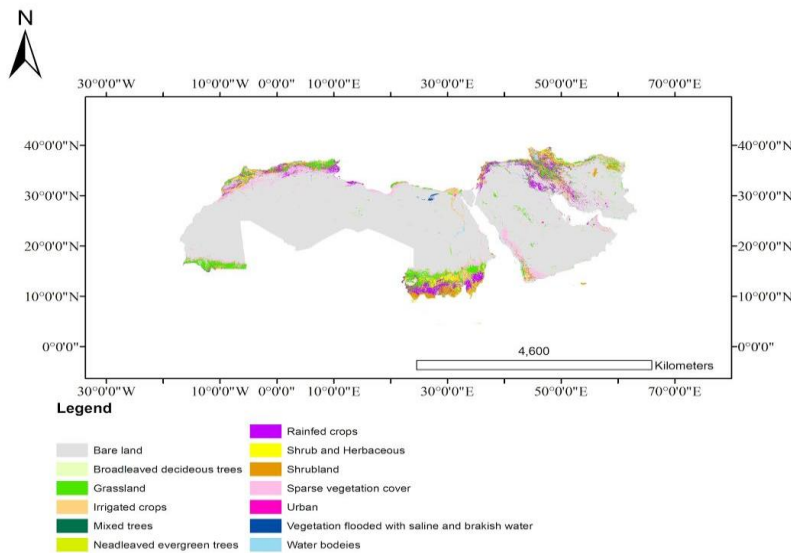 N
30°0'0"W 10°0'0"W 0°0'0" 10°0'0"E 30°0'0"E 50°0'0"E 70°0'0"E
40°0'0"N 40°0'0"N
30°0'0"N 30°0'0"N
20°0'0"N 20°0'0"N
10°0'0"N 10°0'0"N
0°0'0" 0°0'0"
4,600
Kilometers
30°0'0"W 10°0'0"W 0°0'0" 10°0'0"E 30°0'0"E 50°0'0"E 70°0'0"E
Legend
Bare land
Broadleaved decideous trees
Grassland
Irrigated crops
Mixed trees
Neadleaved evergreen trees
Rainfed crops
Shrub and Herbaceous
Shrubland
Sparse vegetation cover
Urban
Vegetation flooded with saline and brakish water
Water bodeies